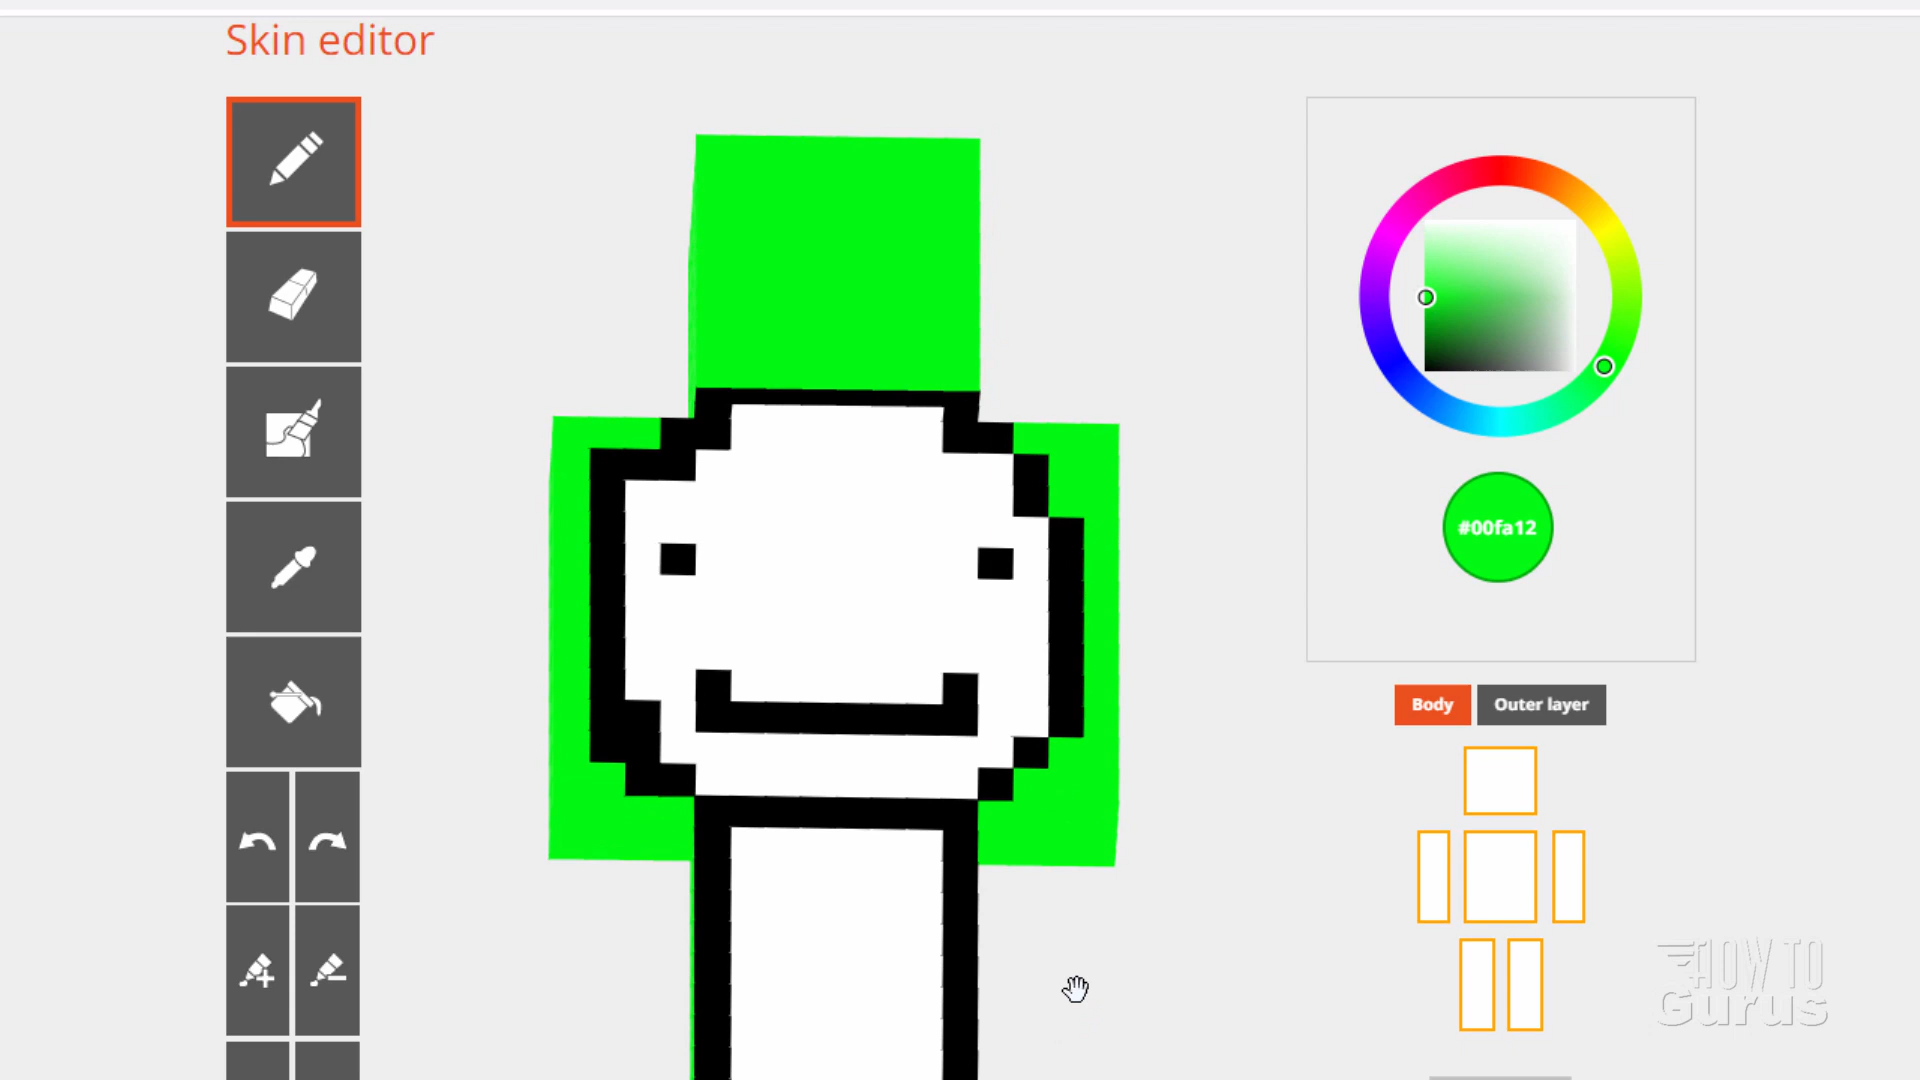 Skin editor
#00fa12
Body
Outer layer
HOW TO
Gurus